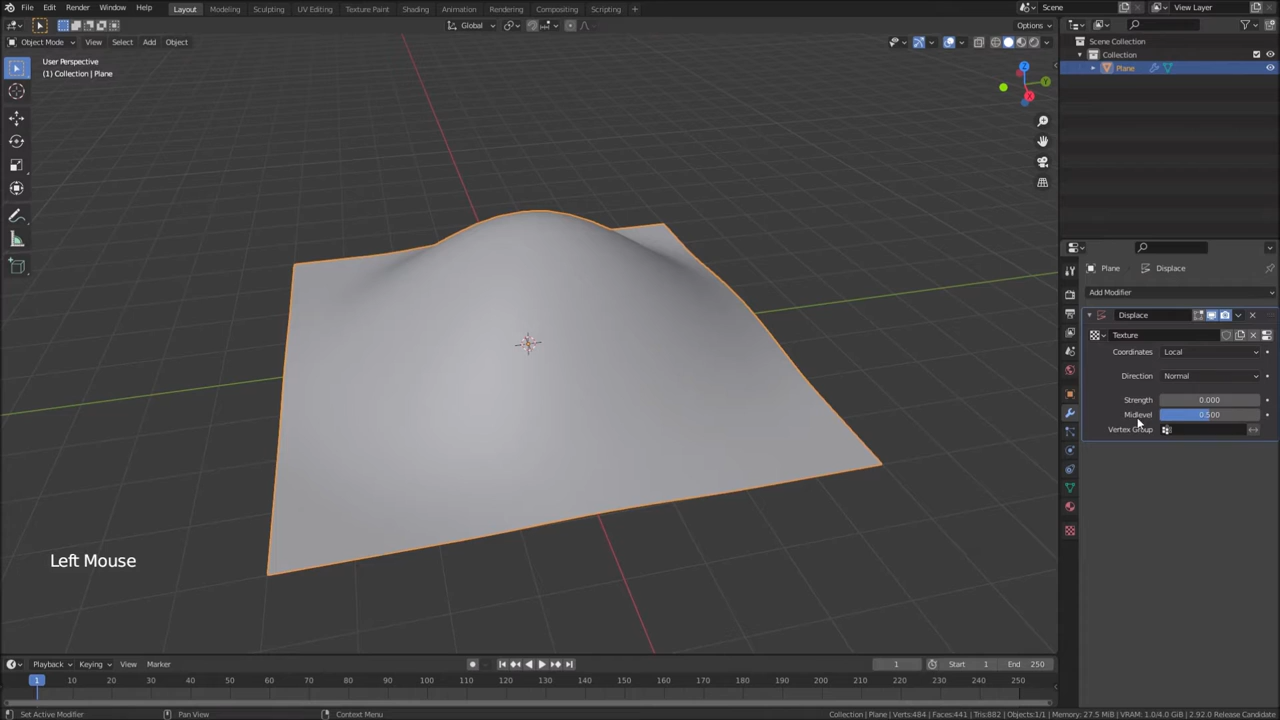 File Edit Render Window Help Layout Modeling Sculpting UV Editing Texture Paint Shading Animation Rendering Compositing Scripting Scene View Layer
Global Options
Object Mode View Select Add Object
User Perspective
(1) Collection | Plane
Scene Collection
Collection
Plane
Z
Y
X
Plane Displace
Add Modifier
Displace
Texture
Coordinates Local
Direction Normal
Strength 0.000
Midlevel 0.500
Vertex Group
Left Mouse
Playback Keying View Marker 1 Start 1 End 250
1 10 20 30 40 50 60 70 80 90 100 110 120 130 140 150 160 170 180 190 200 210 220 230 240 250
Set Active Modifier Pan View Context Menu Collection | Plane | Verts:484 | Faces:441 | Tris:882 | Objects:1/1 | Memory: 27.5 MiB | VRAM: 1.0/4.0 GiB | 2.92.0 Release Candidate